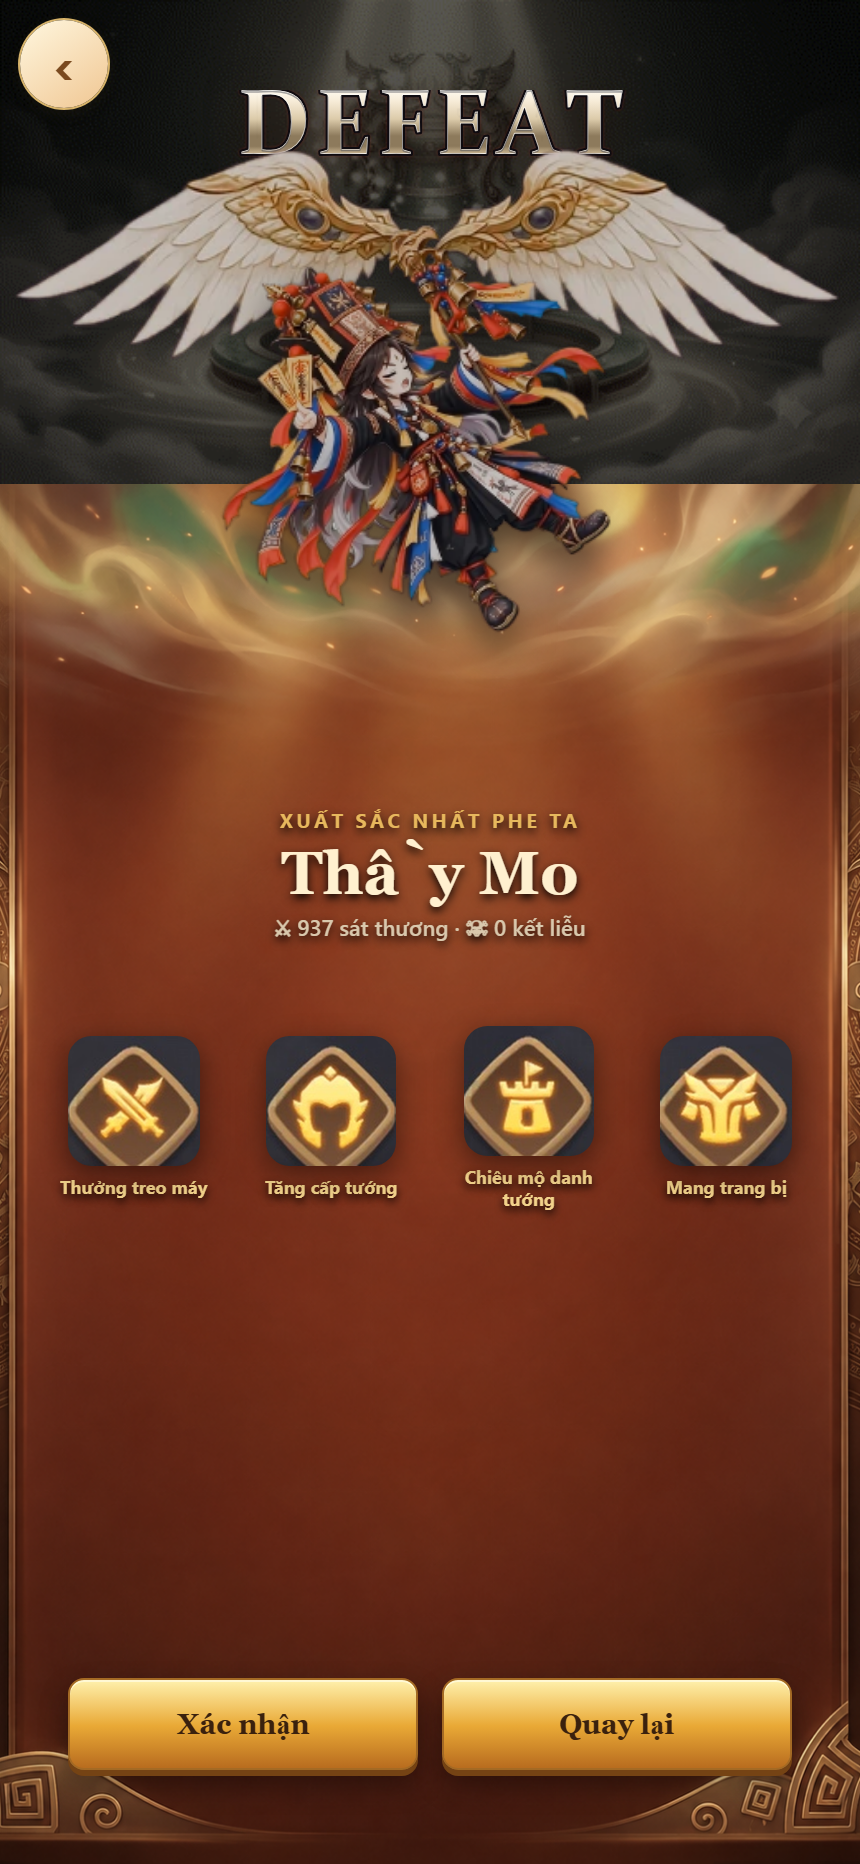 DEFEAT
XUẤT SẮC NHẤT PHE TA
Thầy Mo
⚔ 937 sát thương · ☠ 0 kết liễu
Thưởng treo máy
Tăng cấp tướng
Chiêu mộ danh
tướng
Mang trang bị
Xác nhận
Quay lại